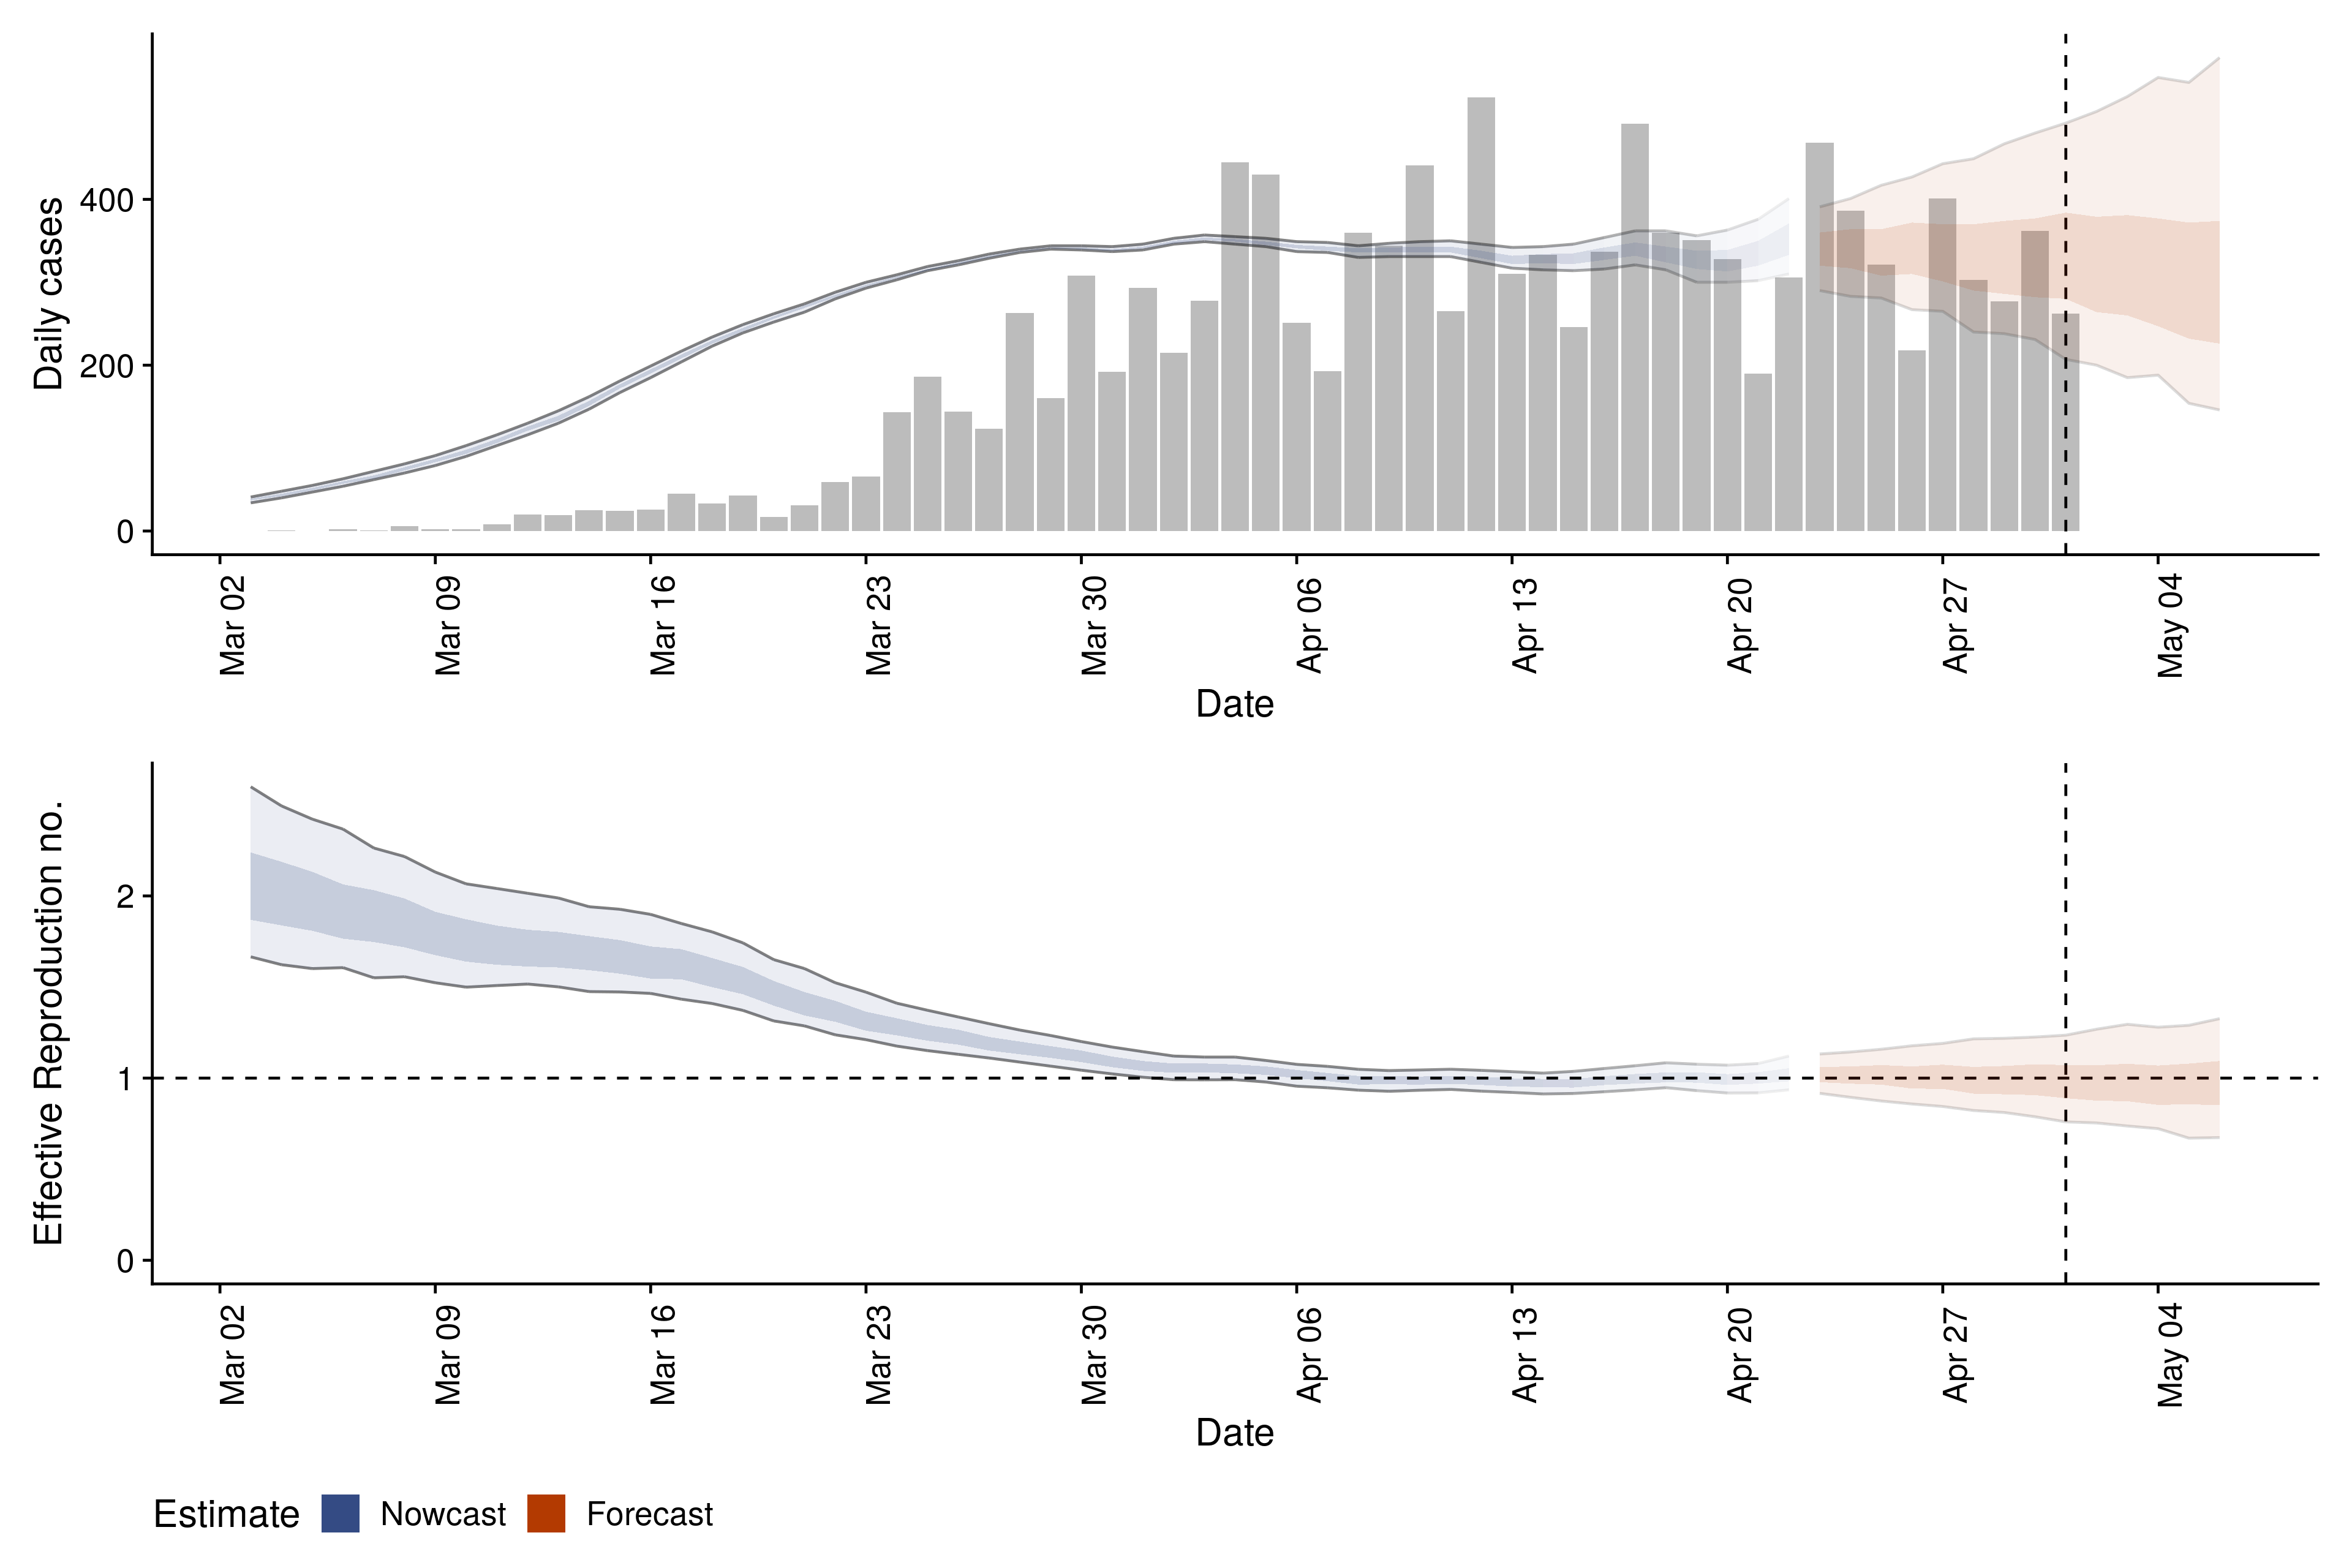 Daily cases
400
200
0
Mar 02 Mar 09 Mar 16 Mar 23 Mar 30 Apr 06 Apr 13 Apr 20 Apr 27 May 04
Date
Effective Reproduction no.
2
1
0
Mar 02 Mar 09 Mar 16 Mar 23 Mar 30 Apr 06 Apr 13 Apr 20 Apr 27 May 04
Date
Estimate Nowcast Forecast